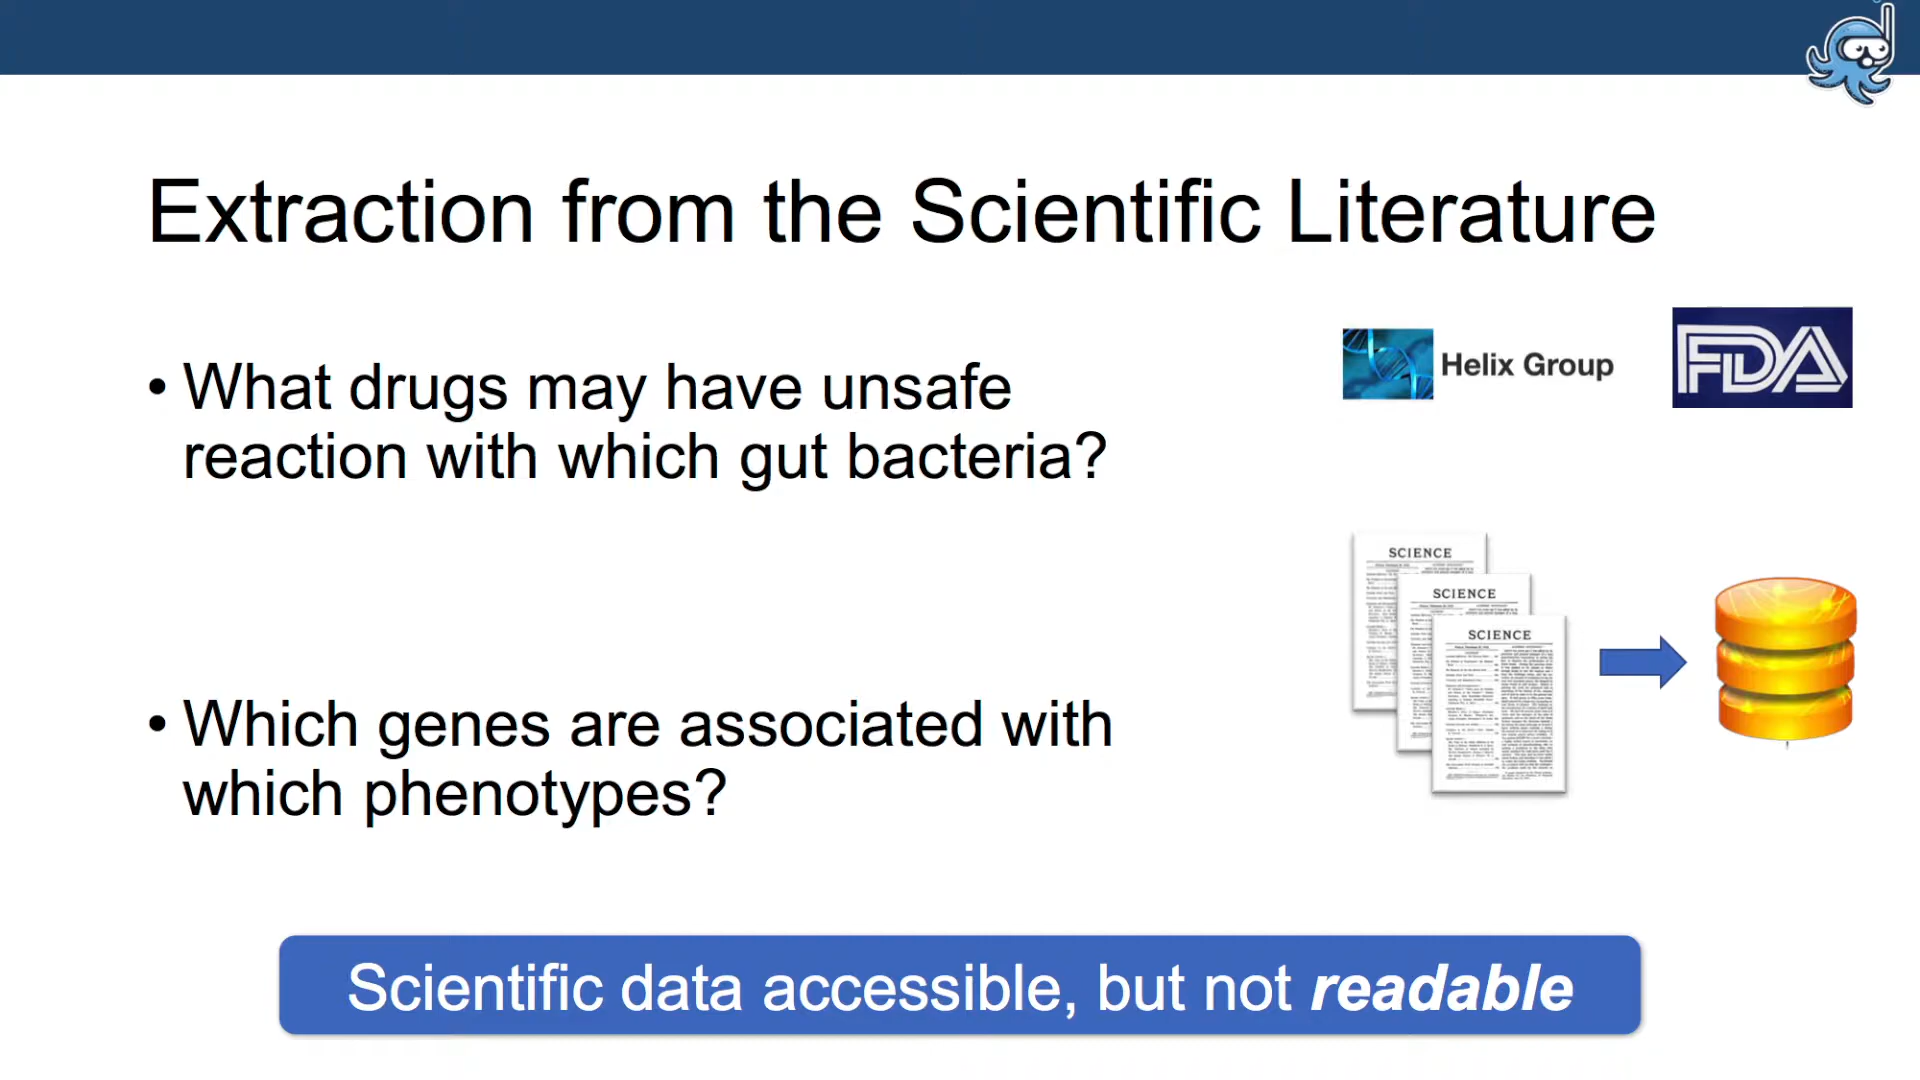 Extraction from the Scientific Literature
• What drugs may have unsafe
reaction with which gut bacteria?
Helix Group
FDA
SCIENCE
SCIENCE
SCIENCE
• Which genes are associated with
which phenotypes?
Scientific data accessible, but not readable